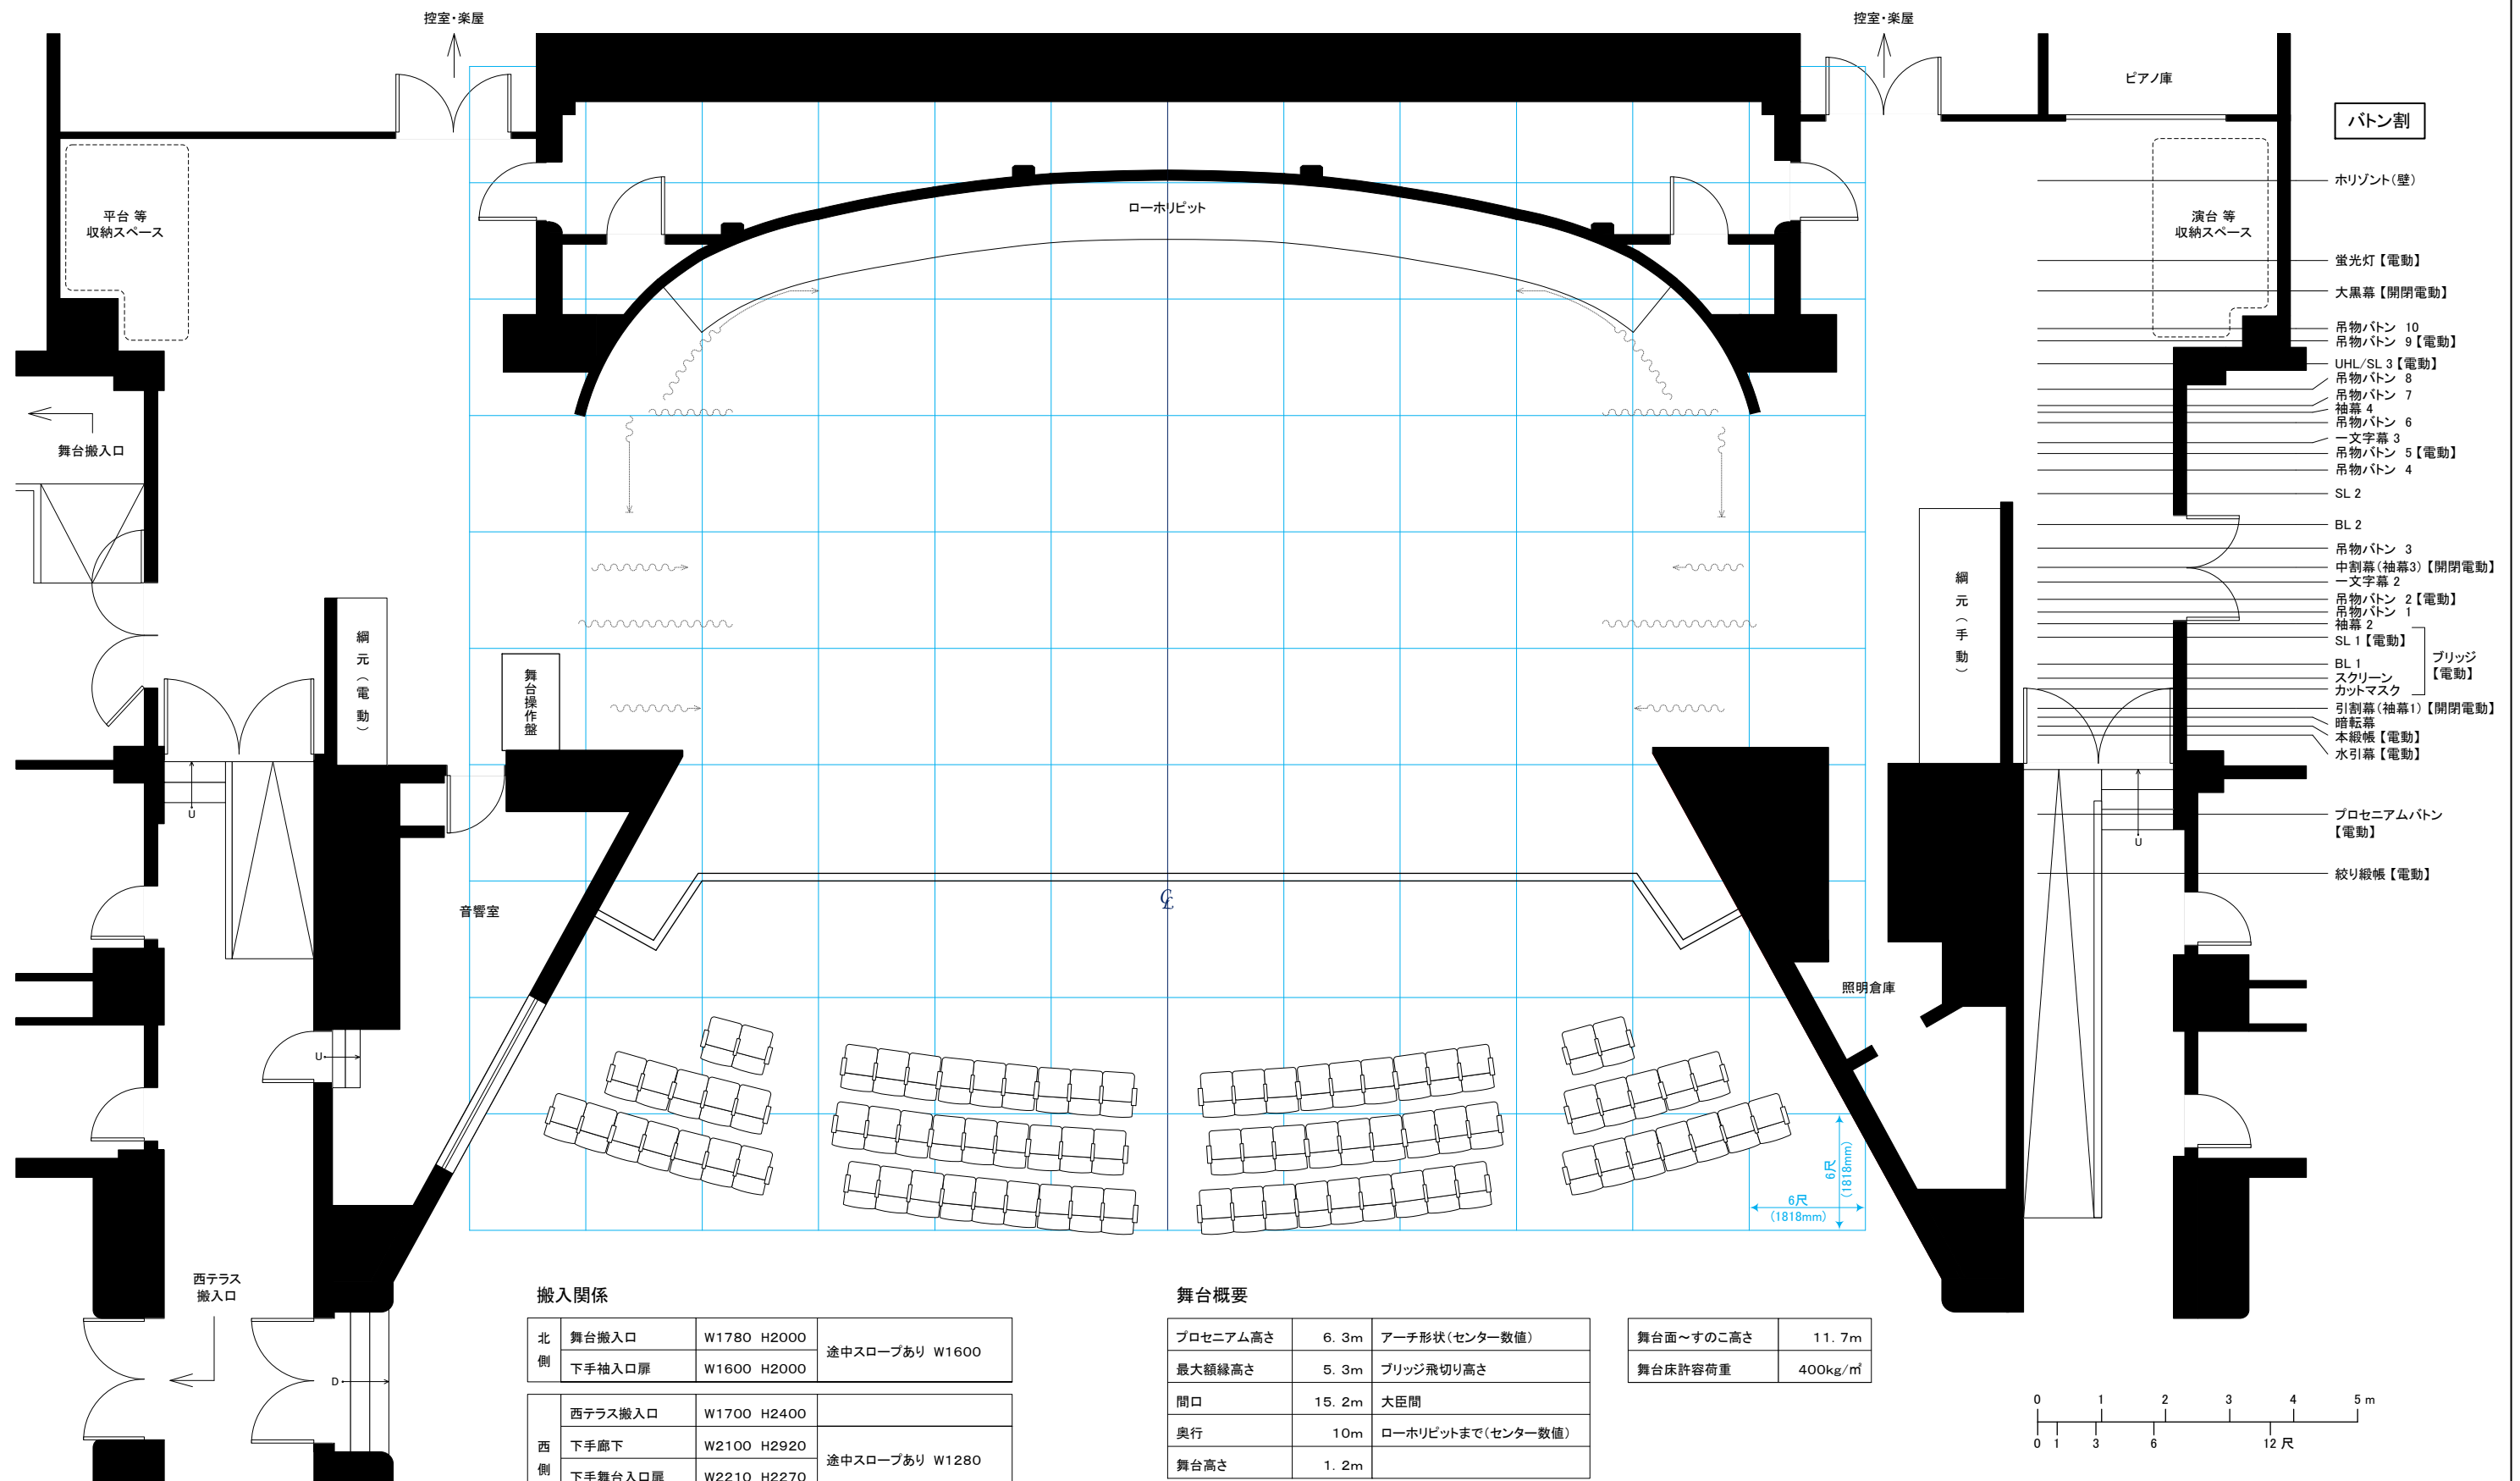 控室・楽屋
控室・楽屋
ピアノ庫
バトン割
平台 等
収納スペース
ローホリピット
演台 等
収納スペース
舞台搬入口
綱元(電動)
舞台操作盤
綱元(手動)
ホリゾント(壁)
蛍光灯【電動】
大黒幕【開閉電動】
吊物バトン 10
吊物バトン 9【電動】
UHL/SL 3【電動】
吊物バトン 8
吊物バトン 7
袖幕 4
吊物バトン 6
一文字幕 3
吊物バトン 5【電動】
吊物バトン 4
SL 2
BL 2
吊物バトン 3
中割幕(袖幕3)【開閉電動】
一文字幕 2
吊物バトン 2【電動】
吊物バトン 1
袖幕 2
SL 1【電動】
BL 1
スクリーン
カットマスク
ブリッジ
【電動】
引割幕(袖幕1)【開閉電動】
暗転幕
本緞帳【電動】
水引幕【電動】
プロセニアムバトン
【電動】
絞り緞帳【電動】
U
U
音響室
CL
照明倉庫
U
6尺
(1818mm)
6尺
(1818mm)
西テラス
搬入口
D
搬入関係
北側
舞台搬入口 W1780 H2000 途中スロープあり W1600
下手袖入口扉 W1600 H2000
西側
西テラス搬入口 W1700 H2400
下手廊下 W2100 H2920 途中スロープあり W1280
下手舞台入口扉 W2210 H2270
舞台概要
プロセニアム高さ 6.3m アーチ形状(センター数値)
最大額縁高さ 5.3m ブリッジ飛切り高さ
間口 15.2m 大臣間
奥行 10m ローホリピットまで(センター数値)
舞台高さ 1.2m
舞台面~すのこ高さ 11.7m
舞台床許容荷重 400kg/㎡
0 1 2 3 4 5 m
0 1 3 6 12 尺